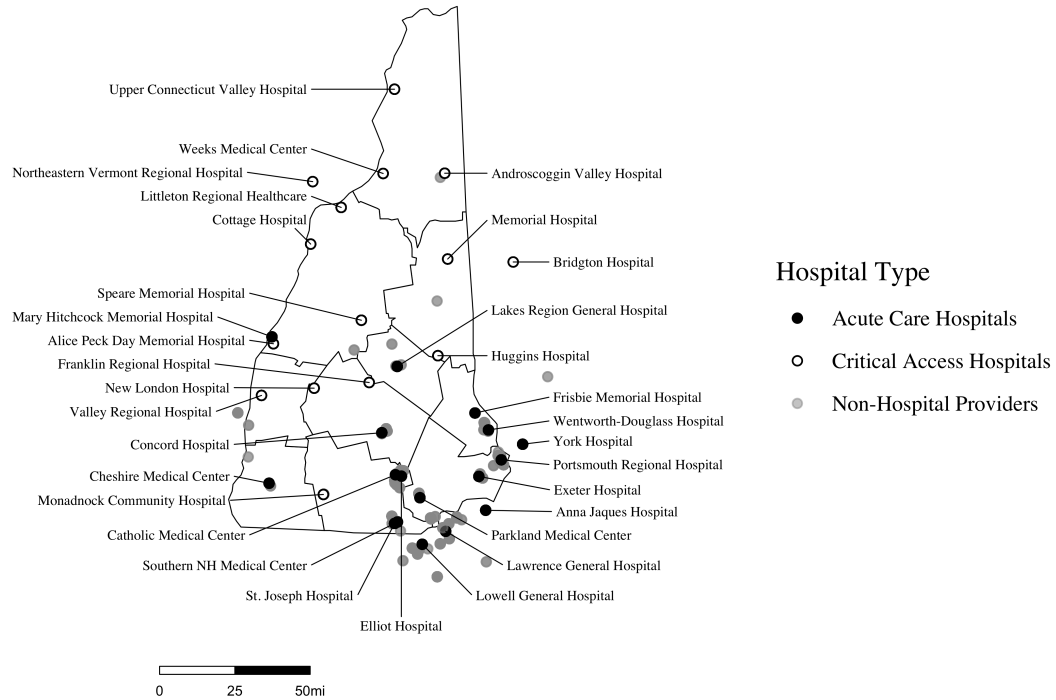 Upper Connecticut Valley Hospital
Weeks Medical Center
Northeastern Vermont Regional Hospital
Androscoggin Valley Hospital
Littleton Regional Healthcare
Cottage Hospital
Memorial Hospital
Bridgton Hospital
Hospital Type
Speare Memorial Hospital
Lakes Region General Hospital
Mary Hitchcock Memorial Hospital
Acute Care Hospitals
Alice Peck Day Memorial Hospital
Huggins Hospital
Critical Access Hospitals
Franklin Regional Hospital
New London Hospital
Frisbie Memorial Hospital
Non-Hospital Providers
Valley Regional Hospital
Wentworth-Douglass Hospital
Concord Hospital
York Hospital
Portsmouth Regional Hospital
Cheshire Medical Center
Exeter Hospital
Monadnock Community Hospital
Anna Jaques Hospital
Catholic Medical Center
Parkland Medical Center
Southern NH Medical Center
Lawrence General Hospital
St. Joseph Hospital
Lowell General Hospital
Elliot Hospital
0 25 50mi